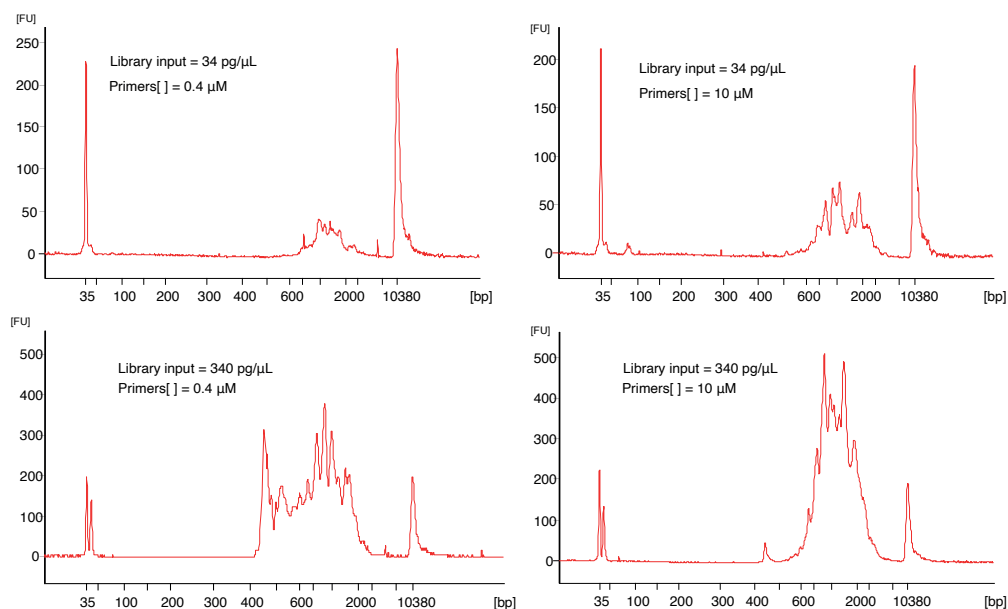 [FU]
250
200
150
100
50
0
Library input = 34 pg/µL
Primers[ ] = 0.4 µM
35 100 200 300 400 600 2000 10380 [bp]
[FU]
200
150
100
50
0
Library input = 34 pg/µL
Primers[ ] = 10 µM
35 100 200 300 400 600 2000 10380 [bp]
[FU]
500
400
300
200
100
0
Library input = 340 pg/µL
Primers[ ] = 0.4 µM
35 100 200 300 400 600 2000 10380 [bp]
[FU]
500
400
300
200
100
0
Library input = 340 pg/µL
Primers[ ] = 10 µM
35 100 200 300 400 600 2000 10380 [bp]